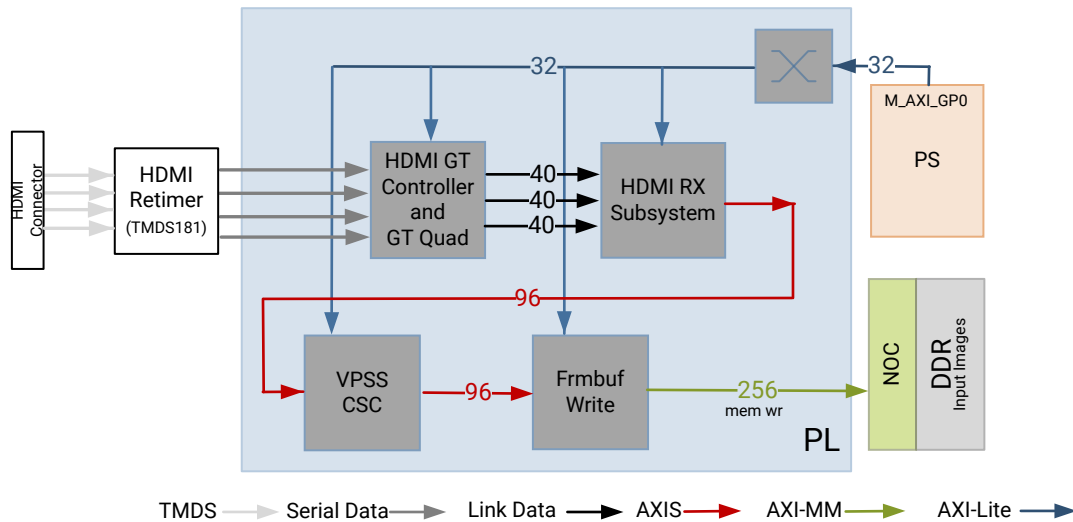 32
32
M_AXI_GP0
PS
HDMI
Connector
HDMI
Retimer
(TMDS181)
HDMI GT
Controller
and
GT Quad
40
40
40
HDMI RX
Subsystem
96
VPSS
CSC
96
Frmbuf
Write
256
mem wr
NOC
DDR
Input Images
PL
TMDS
Serial Data
Link Data
AXIS
AXI-MM
AXI-Lite